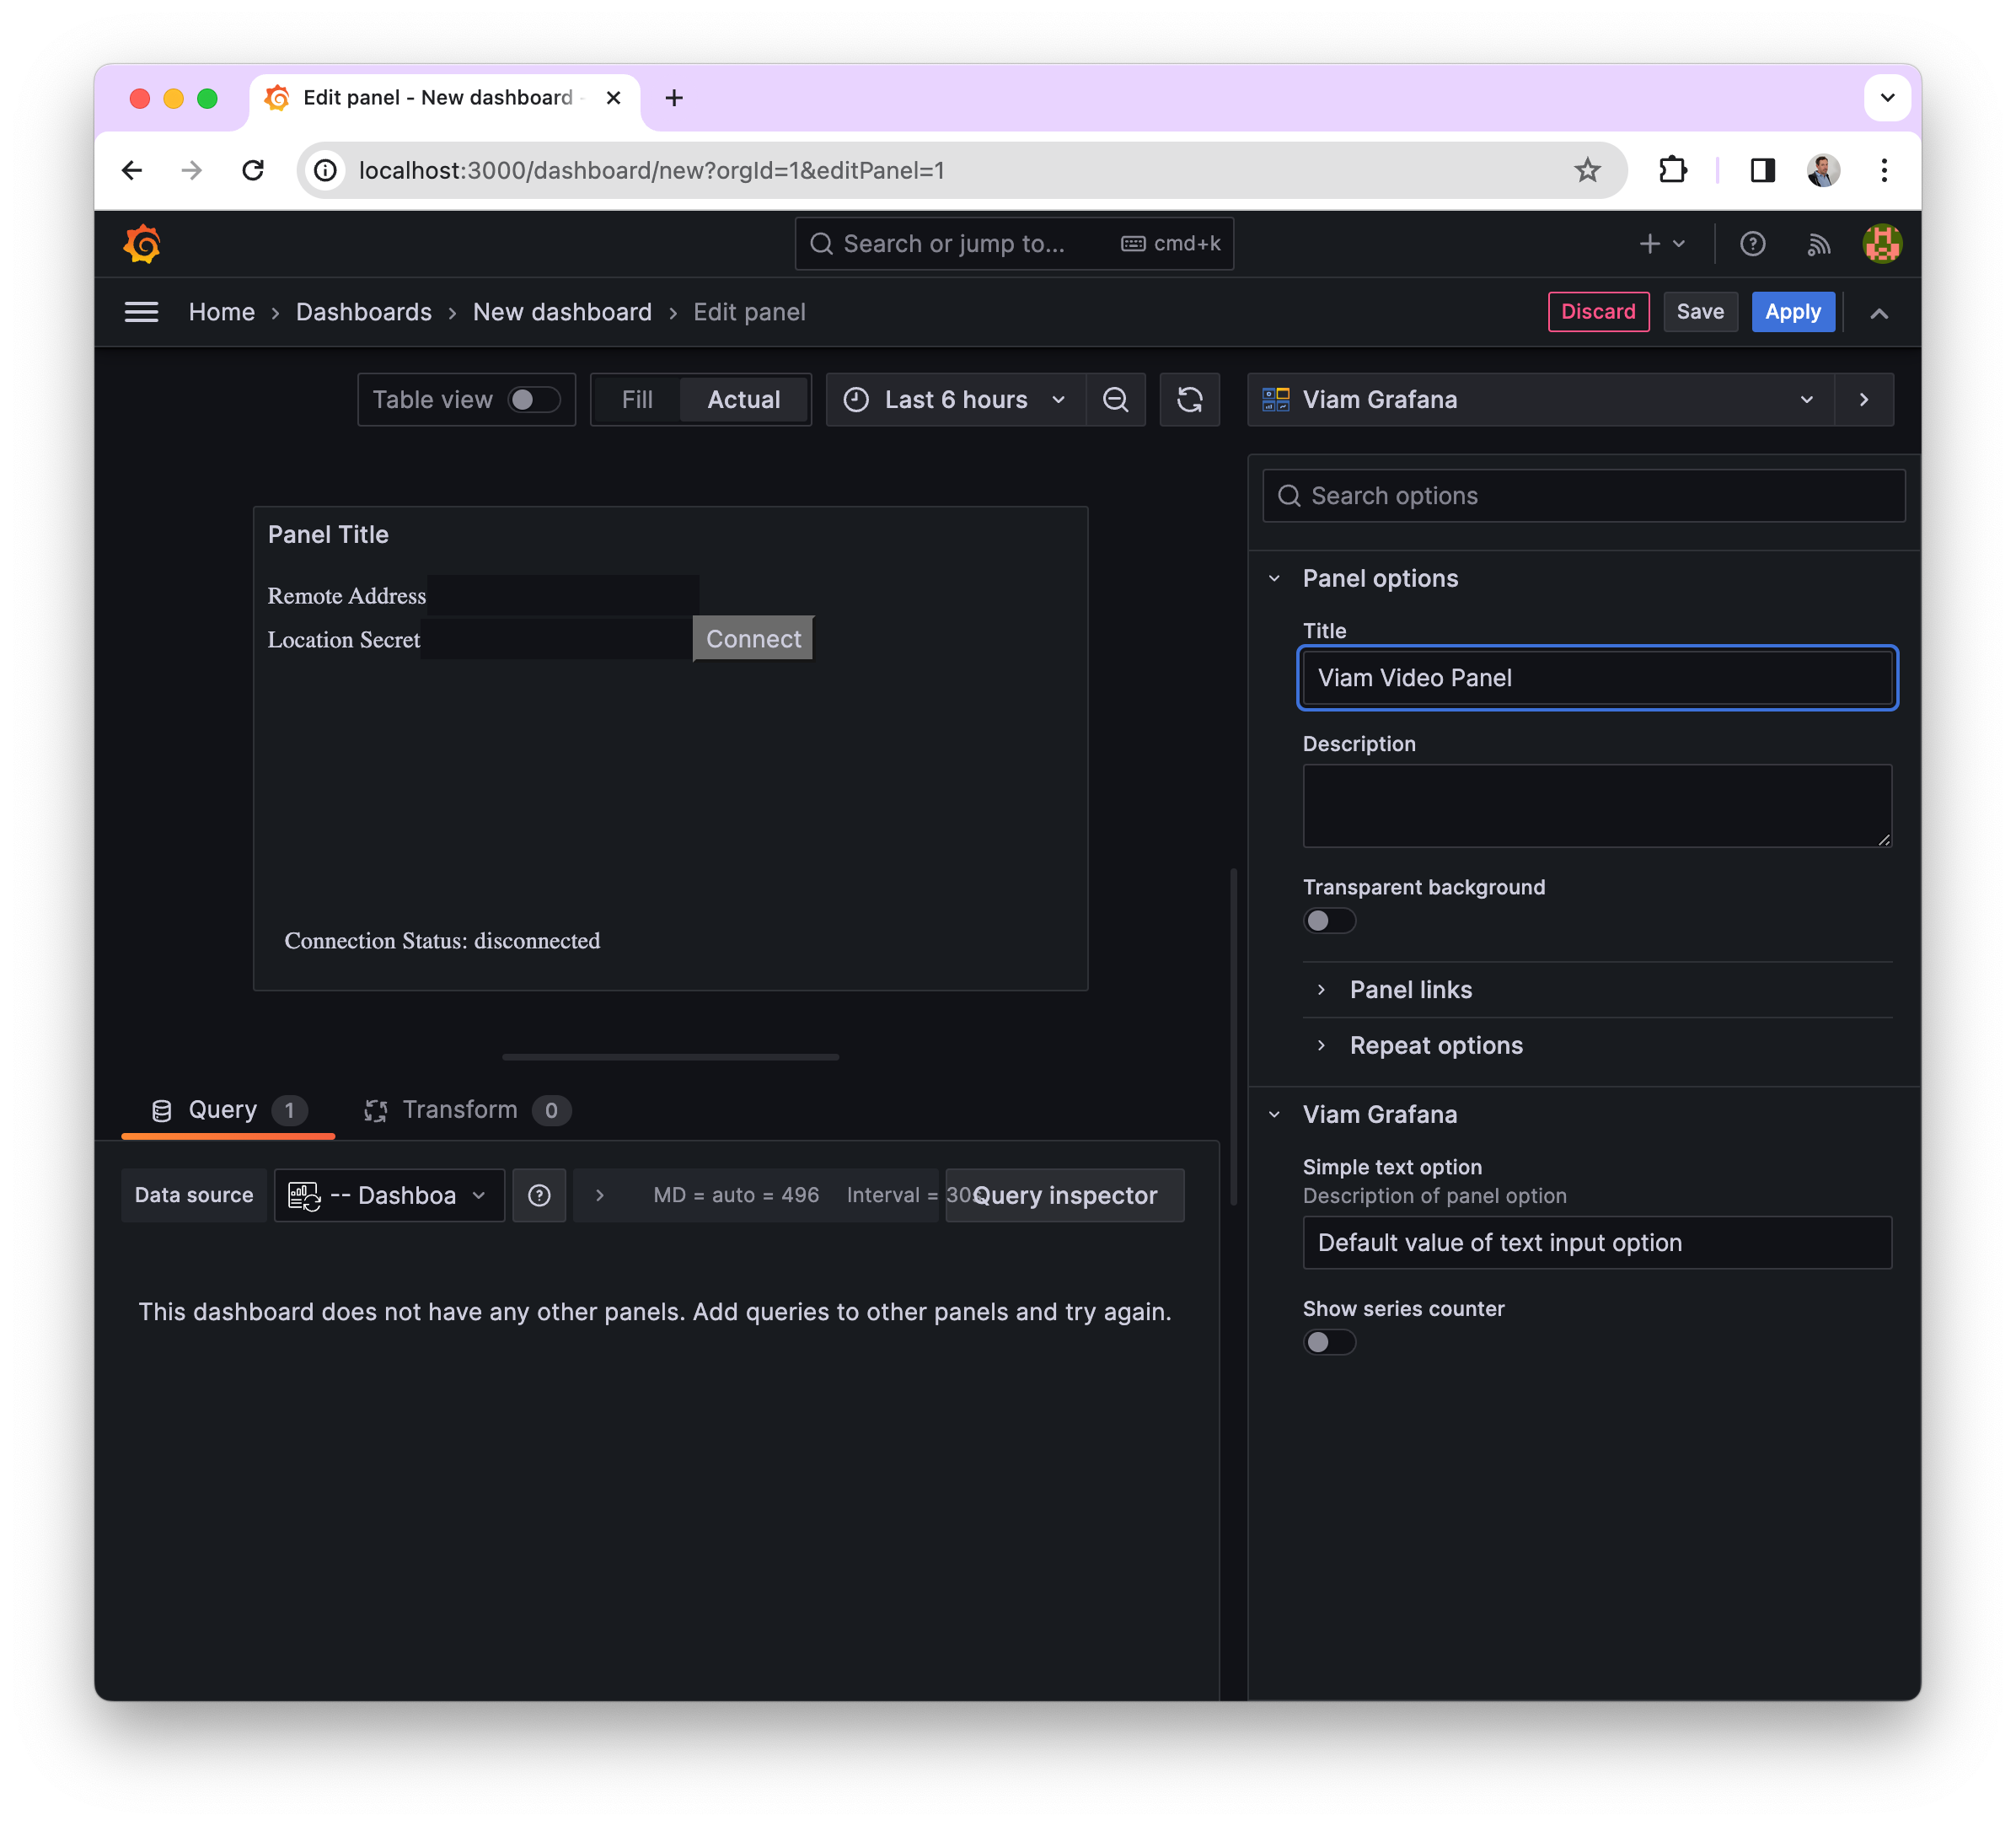 Edit panel - New dashboard -
localhost:3000/dashboard/new?orgId=1&editPanel=1
Search or jump to... cmd+k
Home › Dashboards › New dashboard › Edit panel
Discard Save Apply
Table view Fill Actual Last 6 hours
Viam Grafana
Search options
Panel Title
Remote Address
Location Secret Connect
Connection Status: disconnected
Query 1 Transform 0
Data source -- Dashboa MD = auto = 496 Interval = 30s Query inspector
This dashboard does not have any other panels. Add queries to other panels and try again.
Panel options
Title
Viam Video Panel
Description
Transparent background
Panel links
Repeat options
Viam Grafana
Simple text option
Description of panel option
Default value of text input option
Show series counter